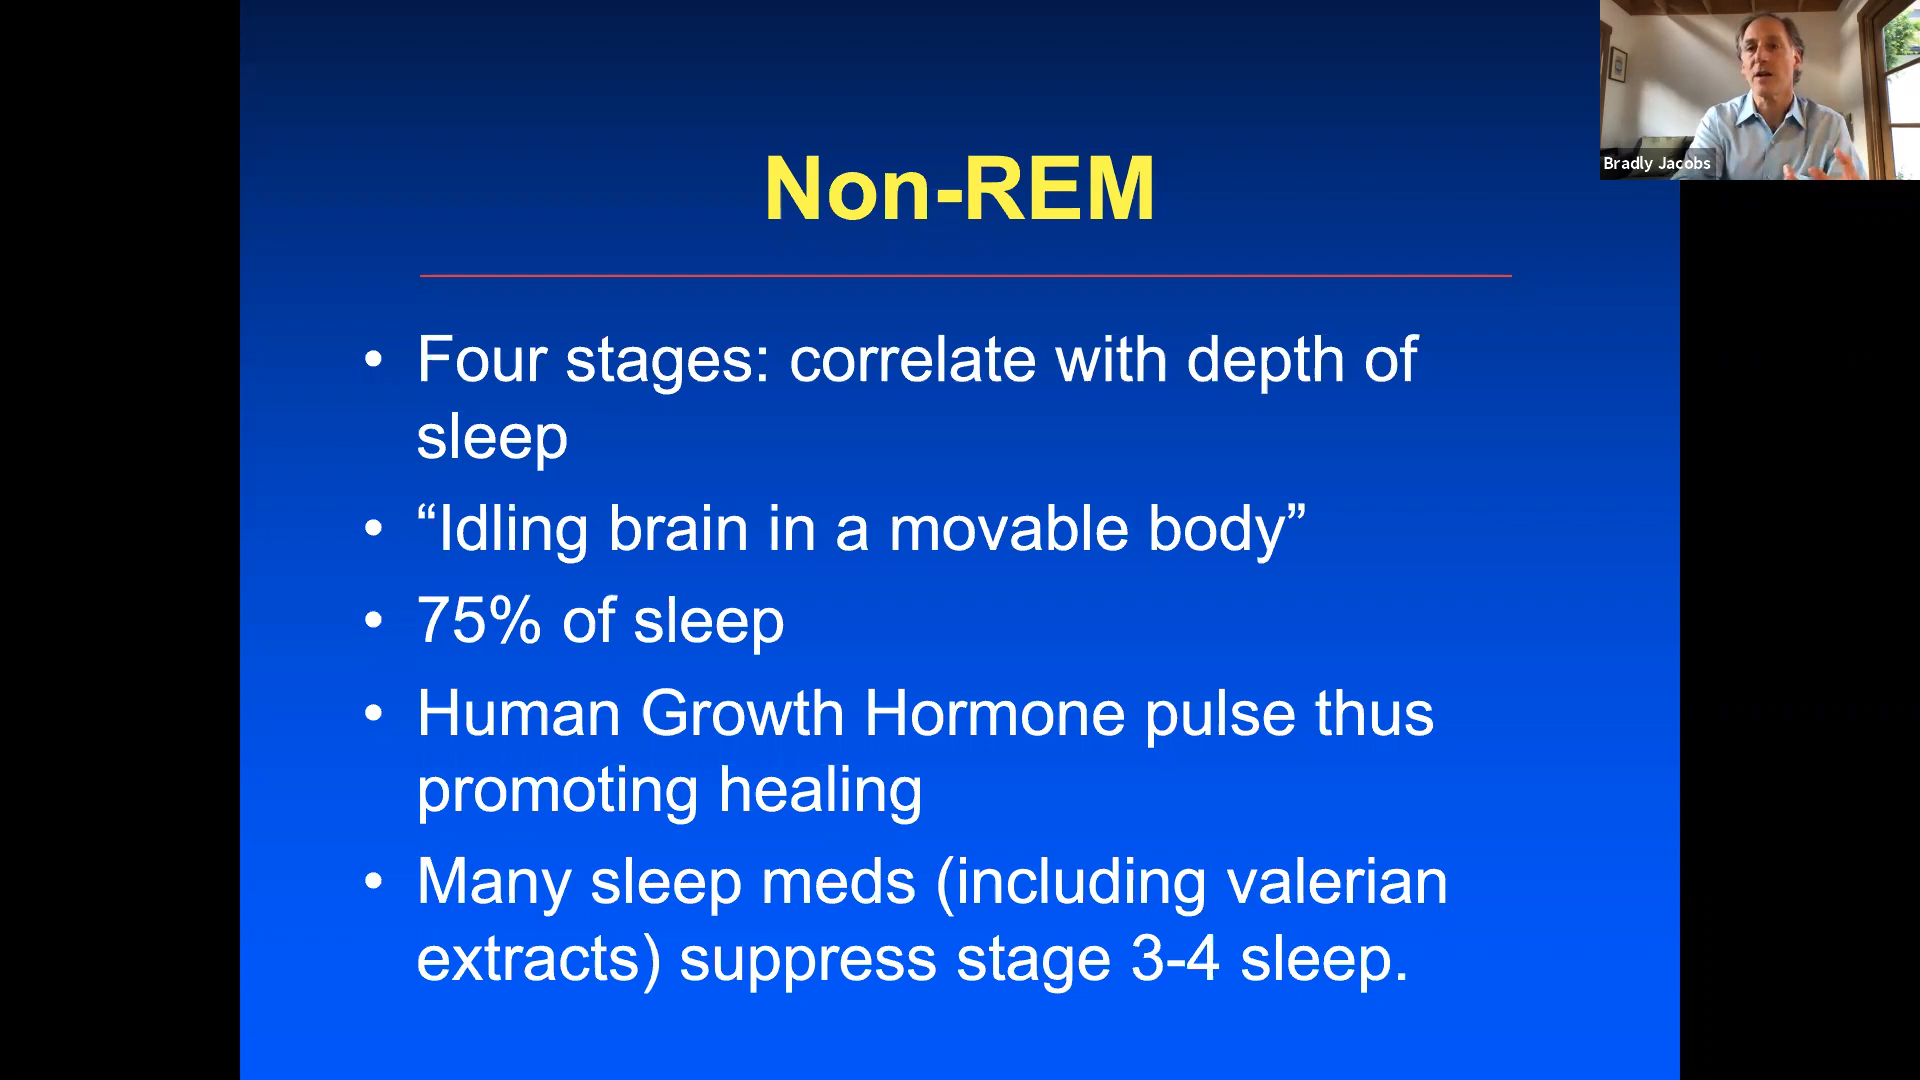 Non-REM
• Four stages: correlate with depth of
sleep
• “Idling brain in a movable body”
• 75% of sleep
• Human Growth Hormone pulse thus
promoting healing
• Many sleep meds (including valerian
extracts) suppress stage 3-4 sleep.
Bradly Jacobs